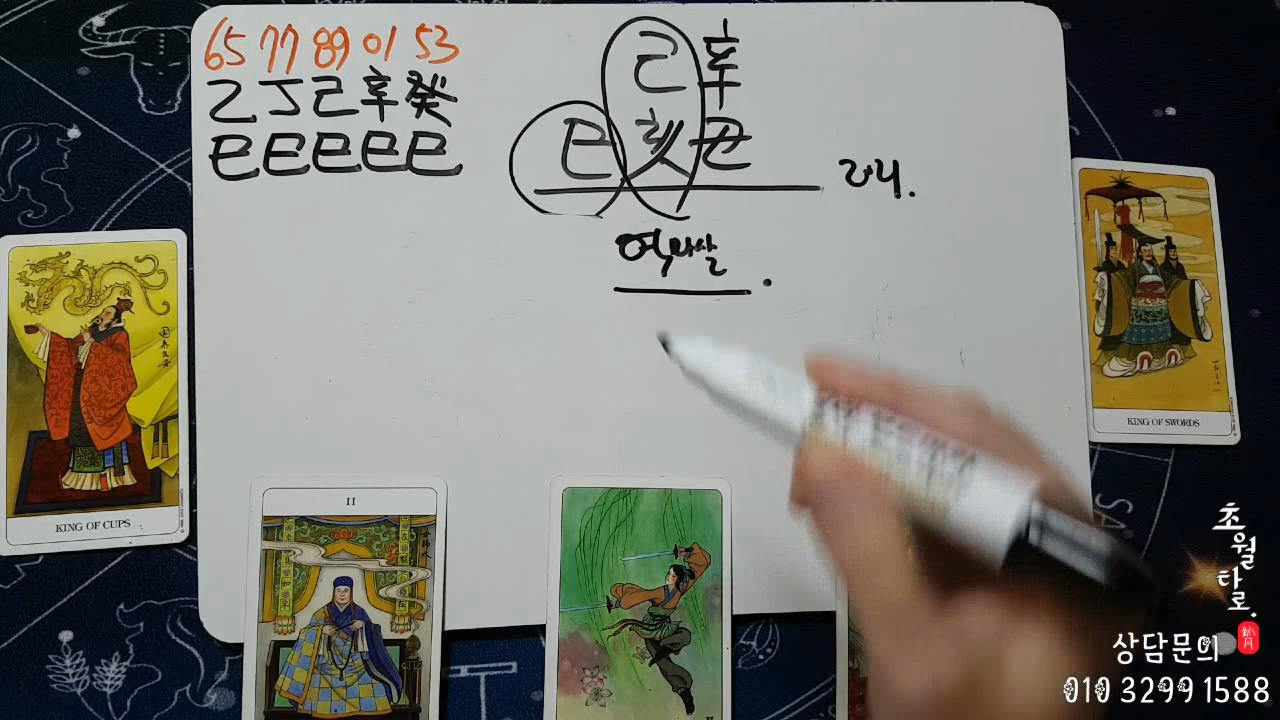 65 77 89 01 53
乙丁己辛癸
巳巳巳巳巳
己辛
巳亥丑
역마살
.
KING OF CUPS
KING OF SWORDS
II
초월
타로.
상담문의
010 3299 1588